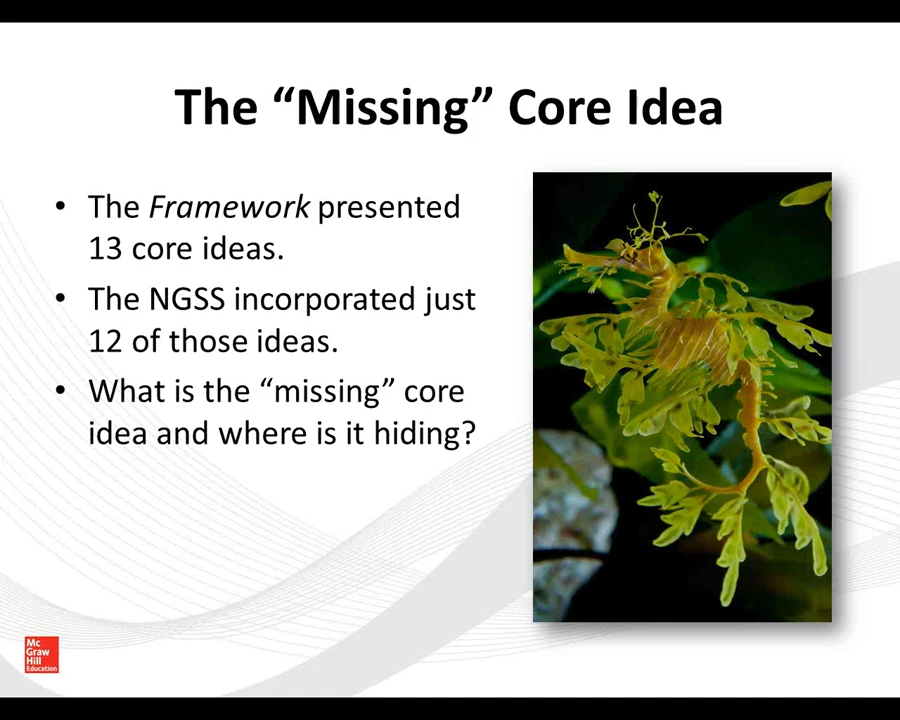 The “Missing” Core Idea
• The Framework presented
13 core ideas.
• The NGSS incorporated just
12 of those ideas.
• What is the “missing” core
idea and where is it hiding?
Mc
Graw
Hill
Education